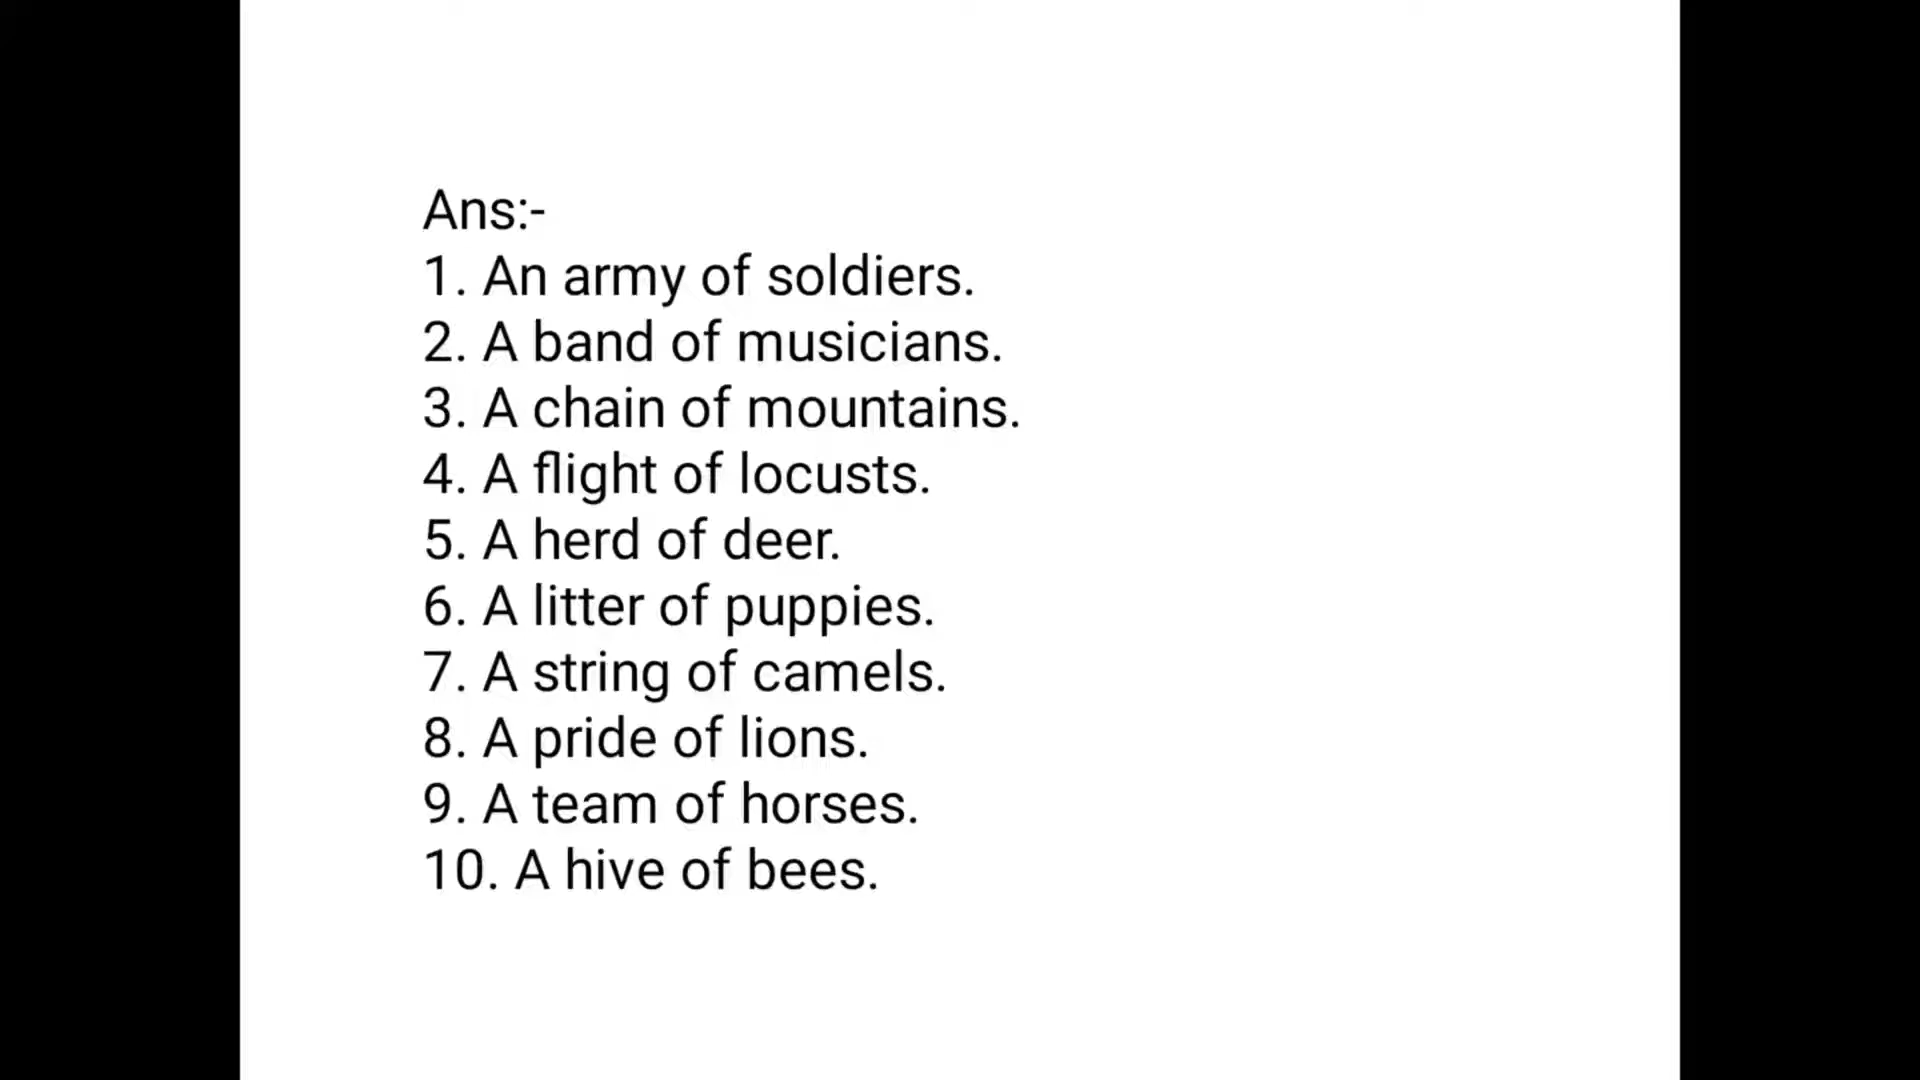 Ans:-
1. An army of soldiers.
2. A band of musicians.
3. A chain of mountains.
4. A flight of locusts.
5. A herd of deer.
6. A litter of puppies.
7. A string of camels.
8. A pride of lions.
9. A team of horses.
10. A hive of bees.